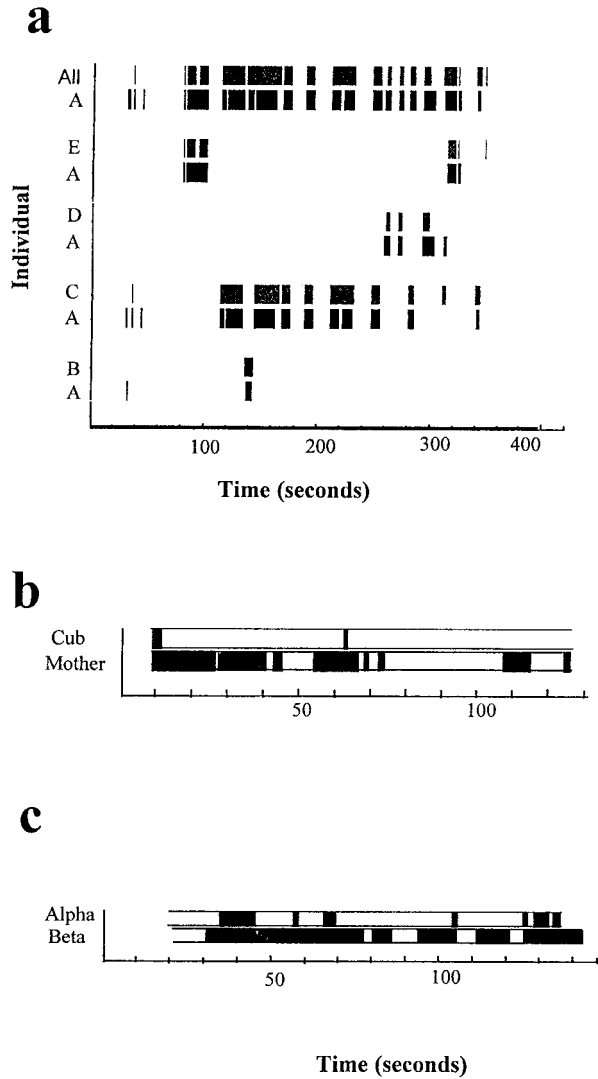 a
All
A
E
A
D
A
C
A
B
A
Individual
100 200 300 400
Time (seconds)
b
Cub
Mother
50 100
c
Alpha
Beta
50 100
Time (seconds)